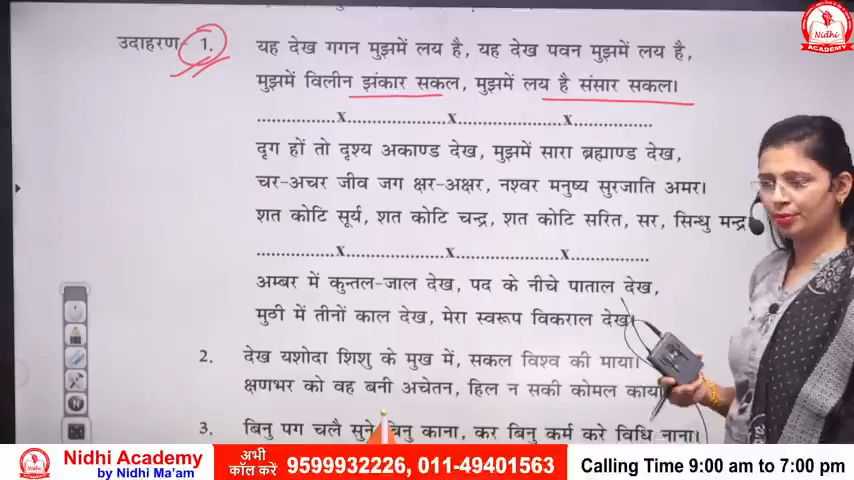 उदाहरण- 1. यह देख गगन मुझमें लय है, यह देख पवन मुझमें लय है,
मुझमें विलीन झंकार सकल, मुझमें लय है संसार सकल।
................x......................x.......................x................
दृग हों तो दृश्य अकाण्ड देख, मुझमें सारा ब्रह्माण्ड देख,
चर-अचर जीव जग क्षर-अक्षर, नश्वर मनुष्य सुरजाति अमर।
शत कोटि सूर्य, शत कोटि चन्द्र, शत कोटि सरित, सर, सिन्धु मन्द्र
................x......................x.......................x................
अम्बर में कुन्तल-जाल देख, पद के नीचे पाताल देख,
मुठी में तीनों काल देख, मेरा स्वरूप विकराल देख।
2. देख यशोदा शिशु के मुख में, सकल विश्व की माया।
क्षणभर को वह बनी अचेतन, हिल न सकी कोमल काया
3. बिनु पग चलै सुने बिनु काना, कर बिनु कर्म करे विधि नाना।
Nidhi
ACADEMY
Nidhi Academy
by Nidhi Ma'am
अभी
कॉल करें
9599932226, 011-49401563
Calling Time 9:00 am to 7:00 pm